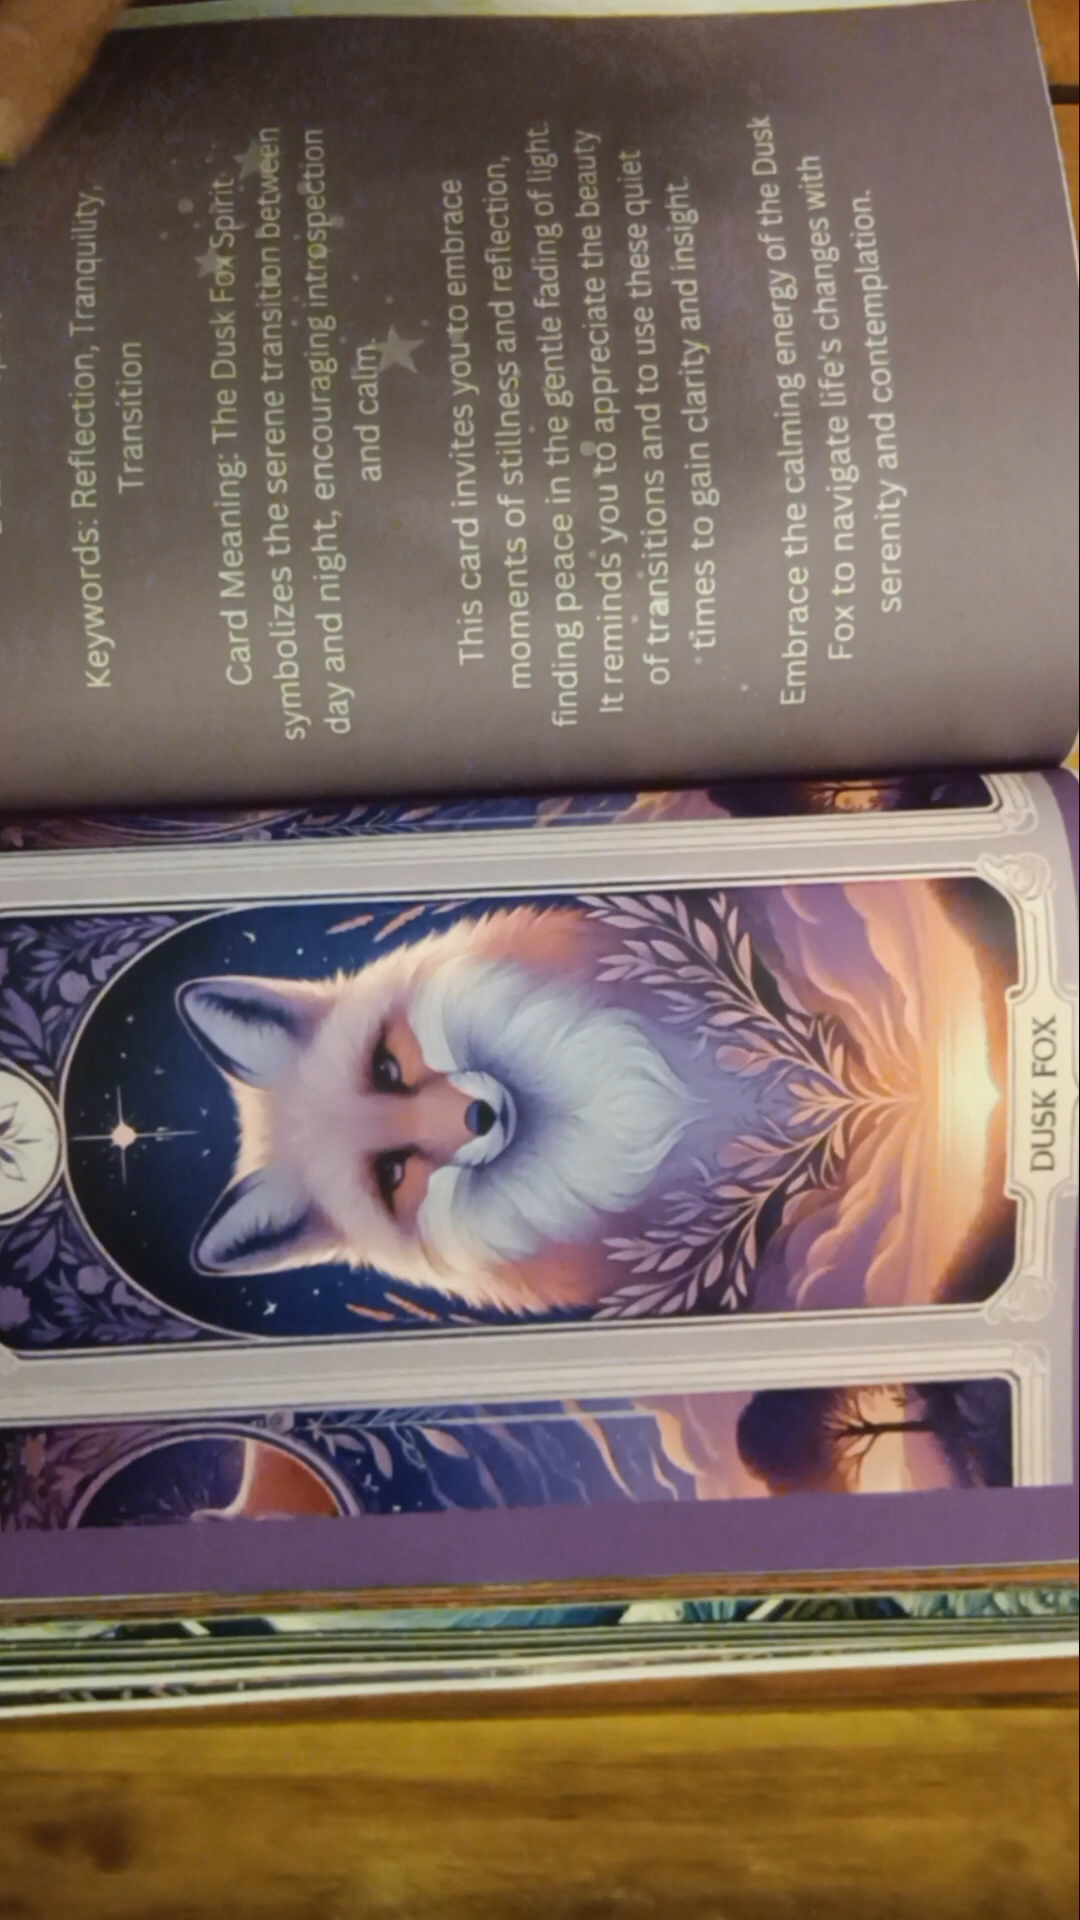 DUSK FOX
Keywords: Reflection, Tranquility,
Transition
Card Meaning: The Dusk Fox Spirit
symbolizes the serene transition between
day and night, encouraging introspection
and calm.
This card invites you to embrace
moments of stillness and reflection,
finding peace in the gentle fading of light.
It reminds you to appreciate the beauty
of transitions and to use these quiet
times to gain clarity and insight.
Embrace the calming energy of the Dusk
Fox to navigate life's changes with
serenity and contemplation.